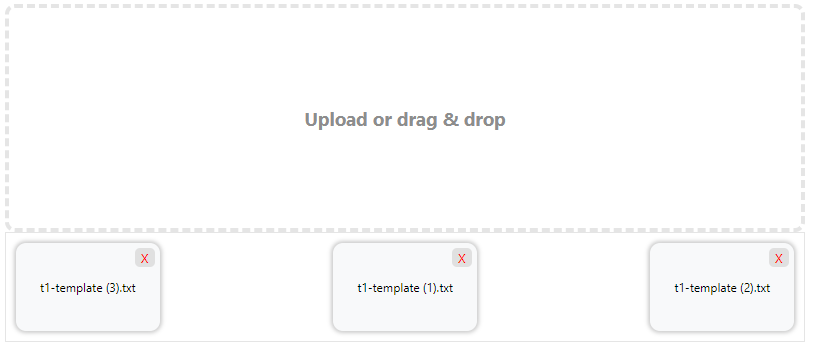 Upload or drag & drop
X
t1-template (3).txt
X
t1-template (1).txt
X
t1-template (2).txt